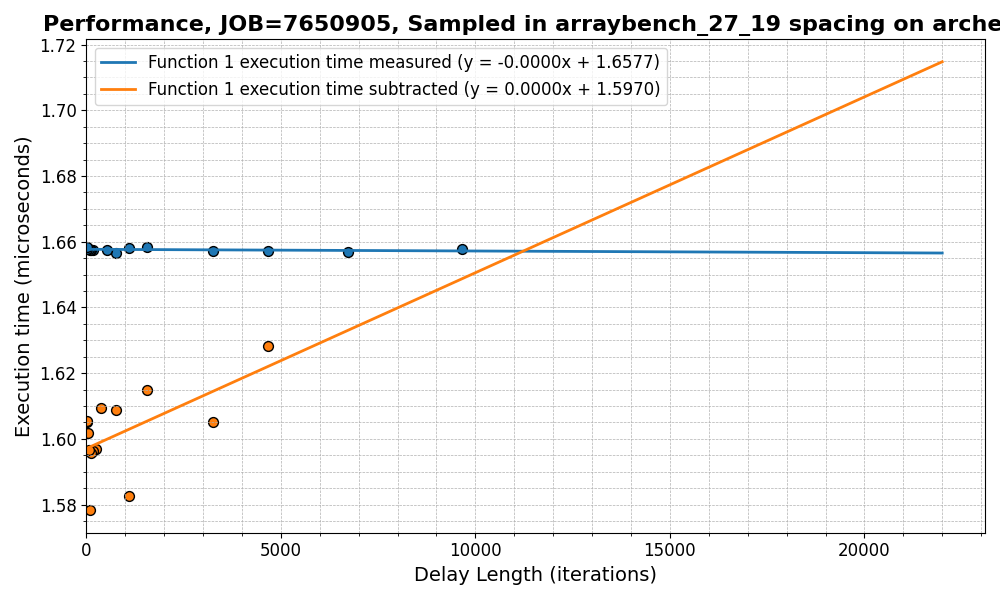 Performance, JOB=7650905, Sampled in arraybench_27_19 spacing on arche
Function 1 execution time measured (y = -0.0000x + 1.6577)
Function 1 execution time subtracted (y = 0.0000x + 1.5970)
Execution time (microseconds)
1.72
1.70
1.68
1.66
1.64
1.62
1.60
1.58
0
5000
10000
15000
20000
Delay Length (iterations)